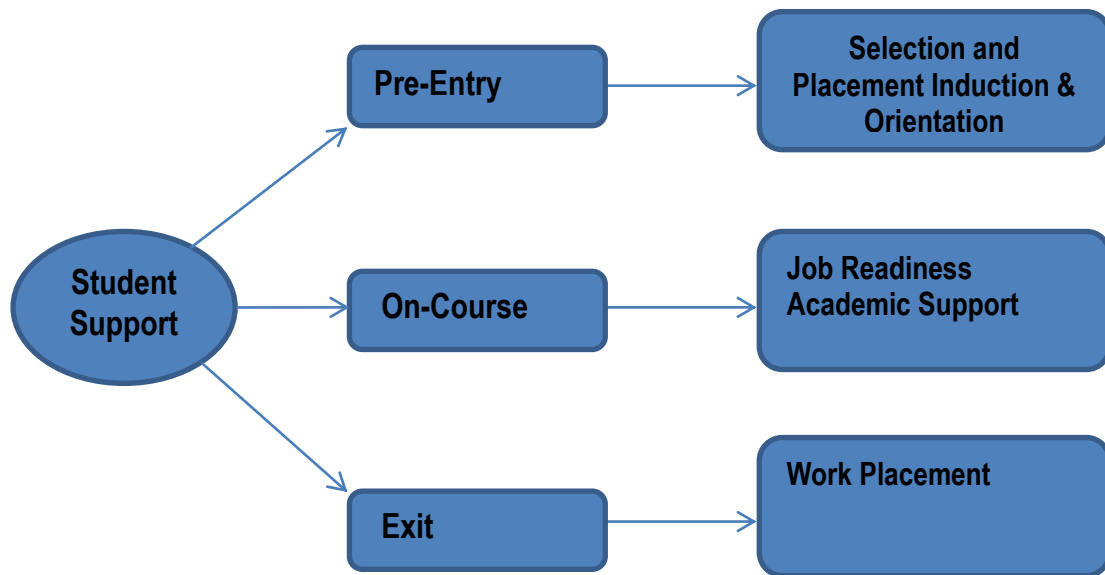 Pre-Entry
Selection and
Placement Induction &
Orientation
Student
Support
On-Course
Job Readiness
Academic Support
Exit
Work Placement